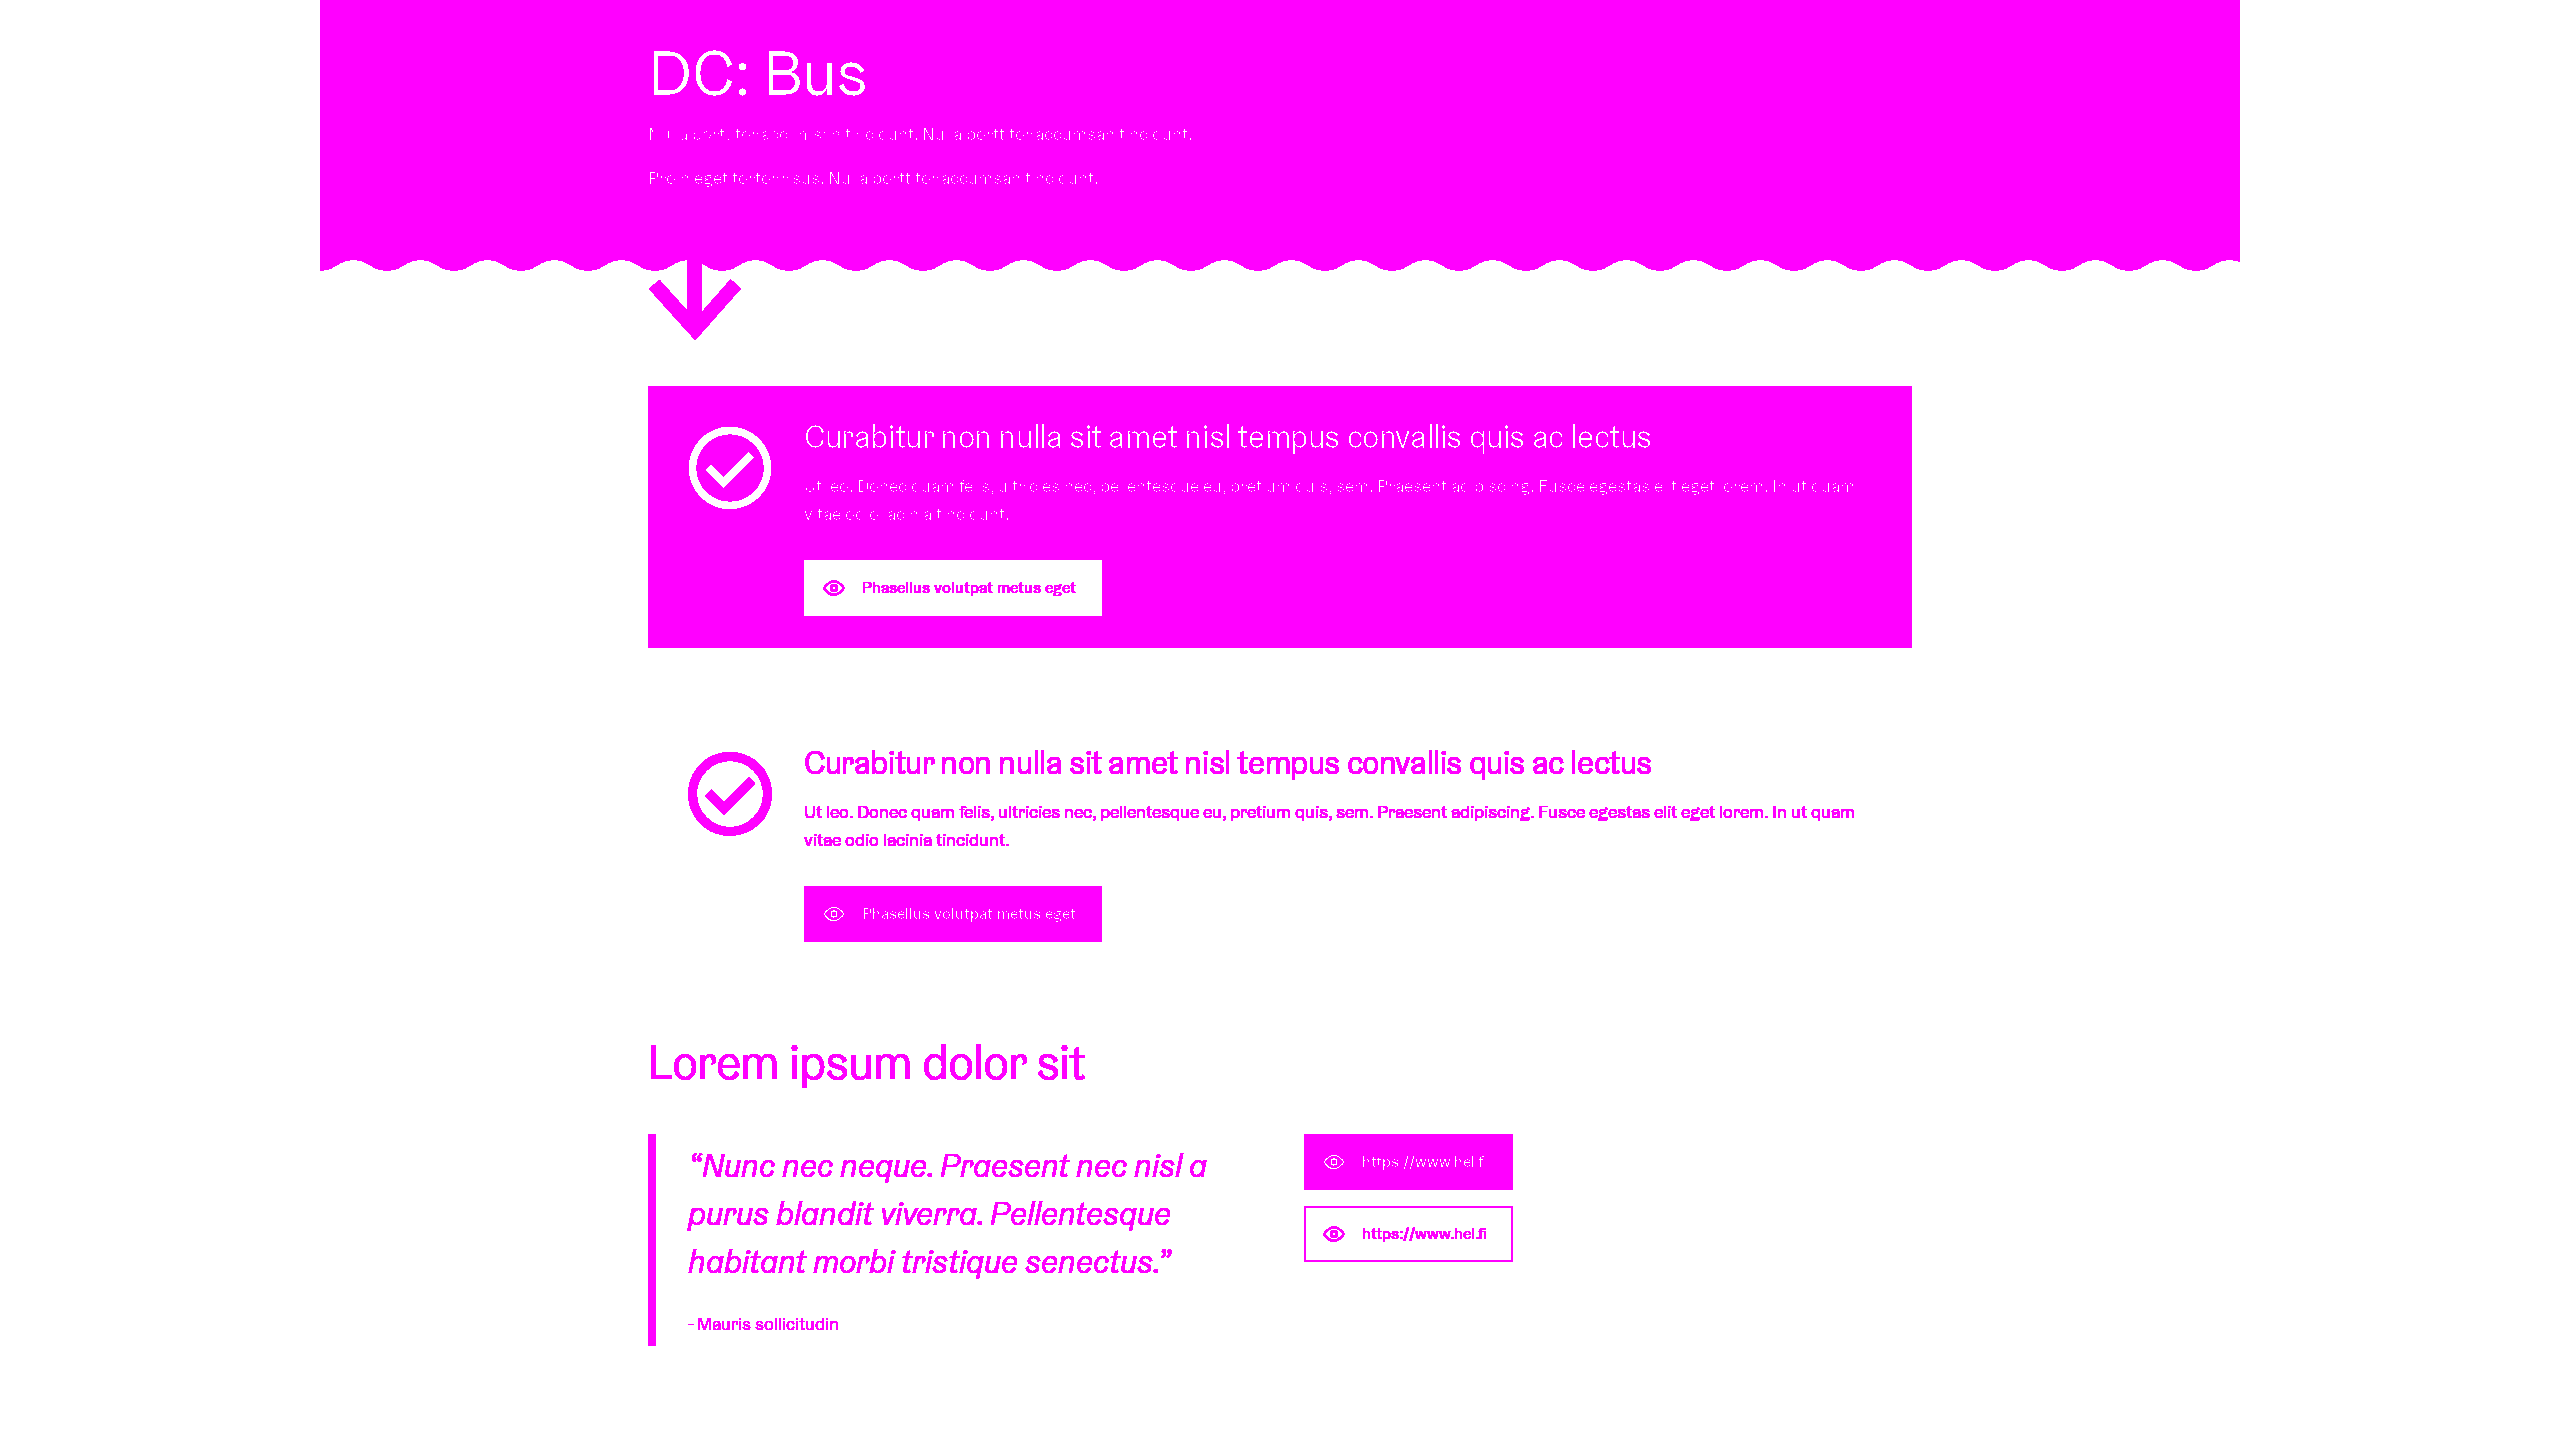 DC: Bus
Nulla porttitor accumsan tincidunt. Nulla porttitor accumsan tincidunt.
Proin eget tortor risus. Nulla porttitor accumsan tincidunt.
Curabitur non nulla sit amet nisl tempus convallis quis ac lectus
Ut leo. Donec quam felis, ultricies nec, pellentesque eu, pretium quis, sem. Praesent adipiscing. Fusce egestas elit eget lorem. In ut quam
vitae odio lacinia tincidunt.
Phasellus volutpat metus eget
Curabitur non nulla sit amet nisl tempus convallis quis ac lectus
Ut leo. Donec quam felis, ultricies nec, pellentesque eu, pretium quis, sem. Praesent adipiscing. Fusce egestas elit eget lorem. In ut quam
vitae odio lacinia tincidunt.
Phasellus volutpat metus eget
Lorem ipsum dolor sit
“Nunc nec neque. Praesent nec nisl a
purus blandit viverra. Pellentesque
habitant morbi tristique senectus.”
- Mauris sollicitudin
https://www.hel.fi
https://www.hel.fi